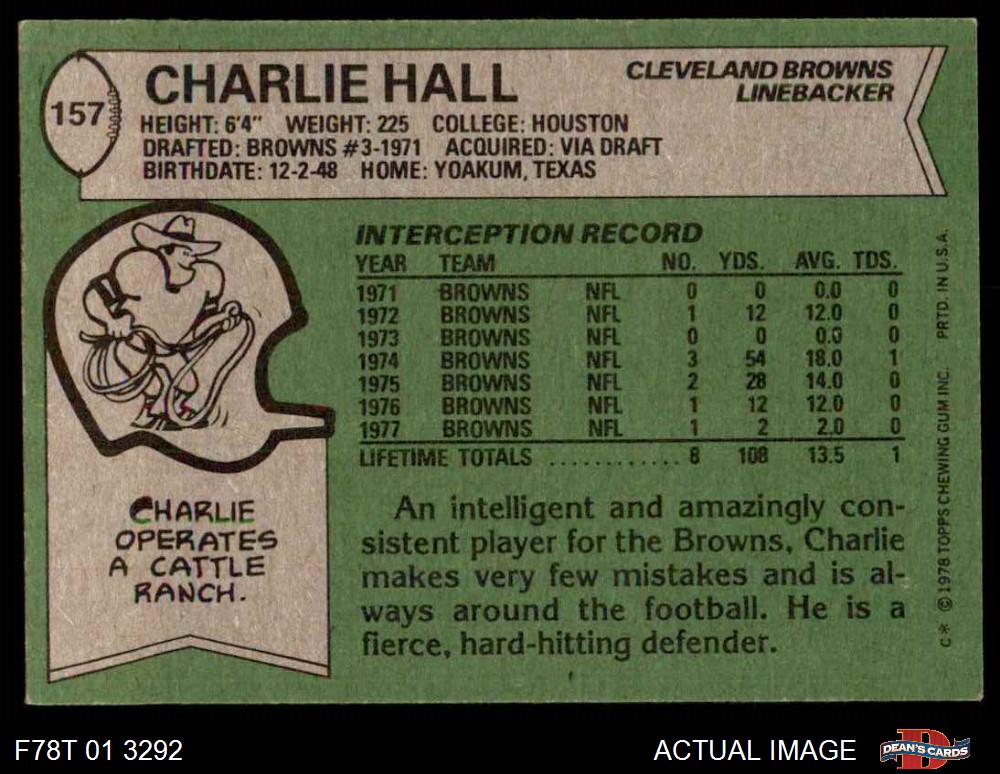 157
CHARLIE HALL
CLEVELAND BROWNS
LINEBACKER
HEIGHT: 6'4" WEIGHT: 225 COLLEGE: HOUSTON
DRAFTED: BROWNS #3-1971 ACQUIRED: VIA DRAFT
BIRTHDATE: 12-2-48 HOME: YOAKUM, TEXAS
INTERCEPTION RECORD
YEAR TEAM NO. YDS. AVG. TDS.
1971 BROWNS NFL 0 0 0.0 0
1972 BROWNS NFL 1 12 12.0 0
1973 BROWNS NFL 0 0 0.0 0
1974 BROWNS NFL 3 54 18.0 1
1975 BROWNS NFL 2 28 14.0 0
1976 BROWNS NFL 1 12 12.0 0
1977 BROWNS NFL 1 2 2.0 0
LIFETIME TOTALS ............ 8 108 13.5 1
CHARLIE
OPERATES
A CATTLE
RANCH.
An intelligent and amazingly con-
sistent player for the Browns, Charlie
makes very few mistakes and is al-
ways around the football. He is a
fierce, hard-hitting defender.
C* © 1978 TOPPS CHEWING GUM INC. PRTD. IN U.S.A.
F78T 01 3292
ACTUAL IMAGE
DEAN'S CARDS